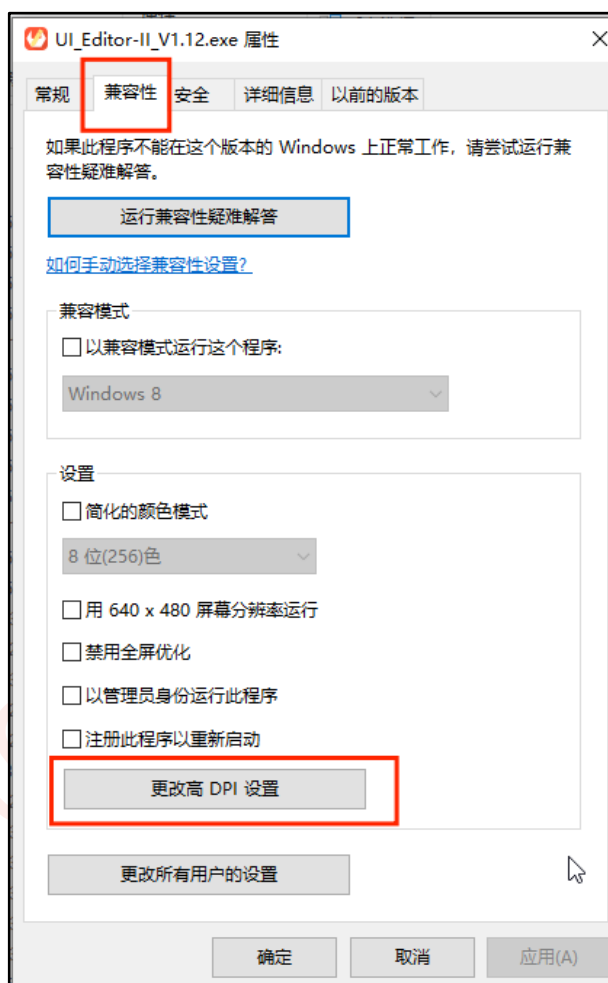 UI_Editor-II_V1.12.exe 属性
常规 兼容性 安全 详细信息 以前的版本
如果此程序不能在这个版本的 Windows 上正常工作，请尝试运行兼
容性疑难解答。
运行兼容性疑难解答
如何手动选择兼容性设置?
兼容模式
以兼容模式运行这个程序:
Windows 8
设置
简化的颜色模式
8 位(256)色
用 640 x 480 屏幕分辨率运行
禁用全屏优化
以管理员身份运行此程序
注册此程序以重新启动
更改高 DPI 设置
更改所有用户的设置
确定 取消 应用(A)